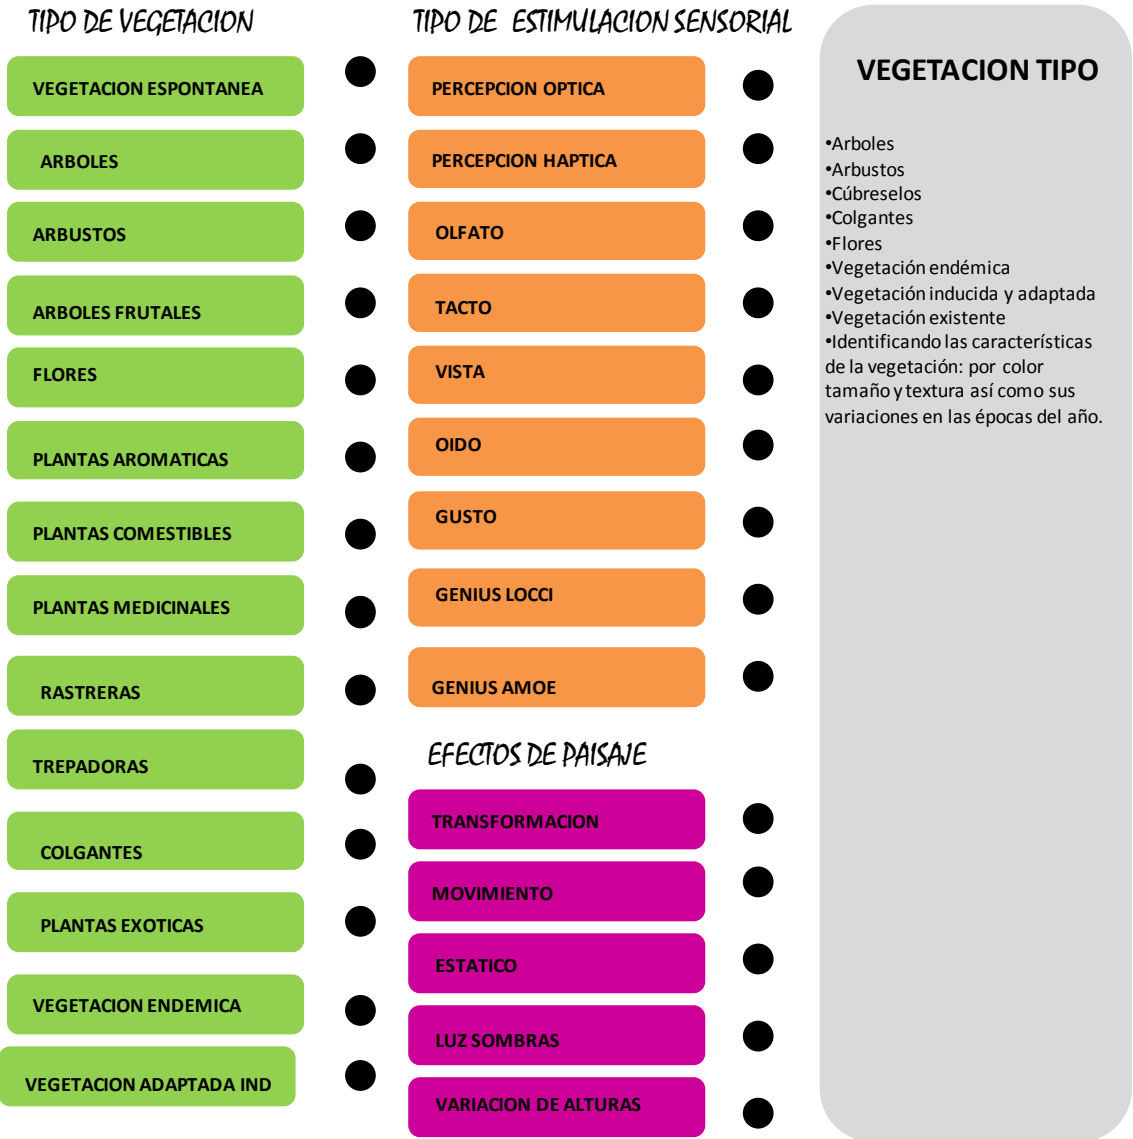 TIPO DE VEGETACION
VEGETACION ESPONTANEA
ARBOLES
ARBUSTOS
ARBOLES FRUTALES
FLORES
PLANTAS AROMATICAS
PLANTAS COMESTIBLES
PLANTAS MEDICINALES
RASTRERAS
TREPADORAS
COLGANTES
PLANTAS EXOTICAS
VEGETACION ENDEMICA
VEGETACION ADAPTADA IND
TIPO DE ESTIMULACION SENSORIAL
PERCEPCION OPTICA
PERCEPCION HAPTICA
OLFATO
TACTO
VISTA
OIDO
GUSTO
GENIUS LOCCI
GENIUS AMOE
EFECTOS DE PAISAJE
TRANSFORMACION
MOVIMIENTO
ESTATICO
LUZ SOMBRAS
VARIACION DE ALTURAS
VEGETACION TIPO
•Arboles
•Arbustos
•Cúbreselos
•Colgantes
•Flores
•Vegetación endémica
•Vegetación inducida y adaptada
•Vegetación existente
•Identificando las características
de la vegetación: por color
tamaño y textura así como sus
variaciones en las épocas del año.